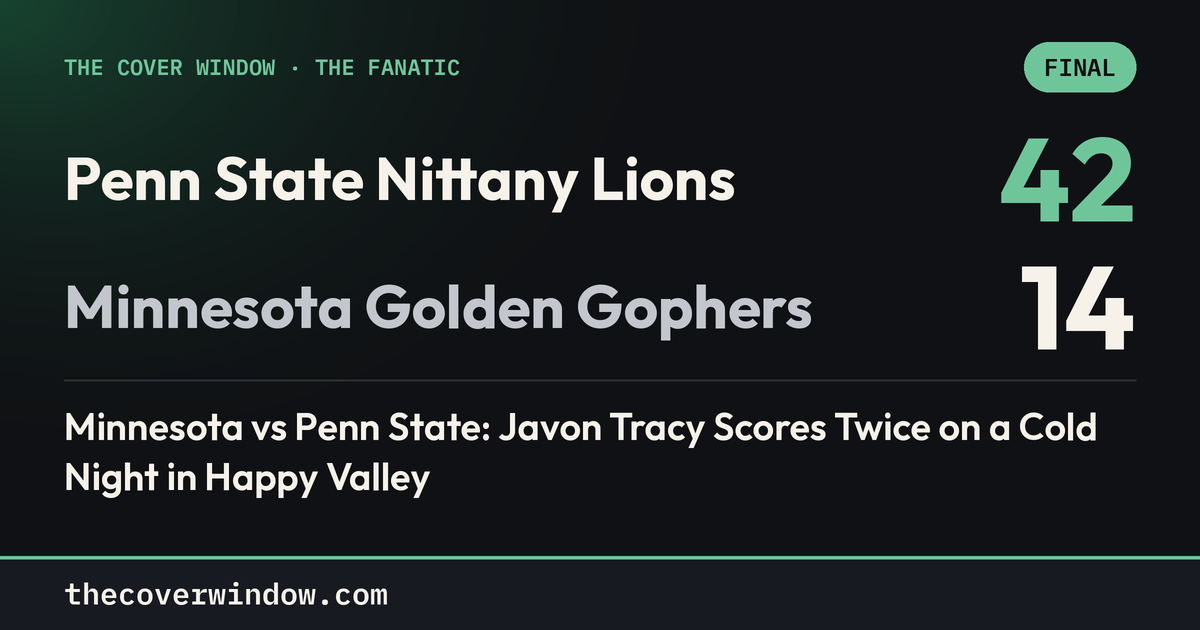 THE COVER WINDOW · THE FANATIC
FINAL
Penn State Nittany Lions 42
Minnesota Golden Gophers 14
Minnesota vs Penn State: Javon Tracy Scores Twice on a Cold
Night in Happy Valley
thecoverwindow.com